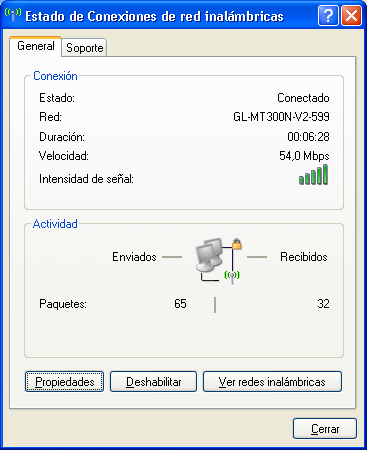 Estado de Conexiones de red inalámbricas
General
Soporte
Conexión
Estado: Conectado
Red: GL-MT300N-V2-599
Duración: 00:06:28
Velocidad: 54,0 Mbps
Intensidad de señal:
Actividad
Enviados Recibidos
Paquetes: 65 32
Propiedades Deshabilitar Ver redes inalámbricas
Cerrar